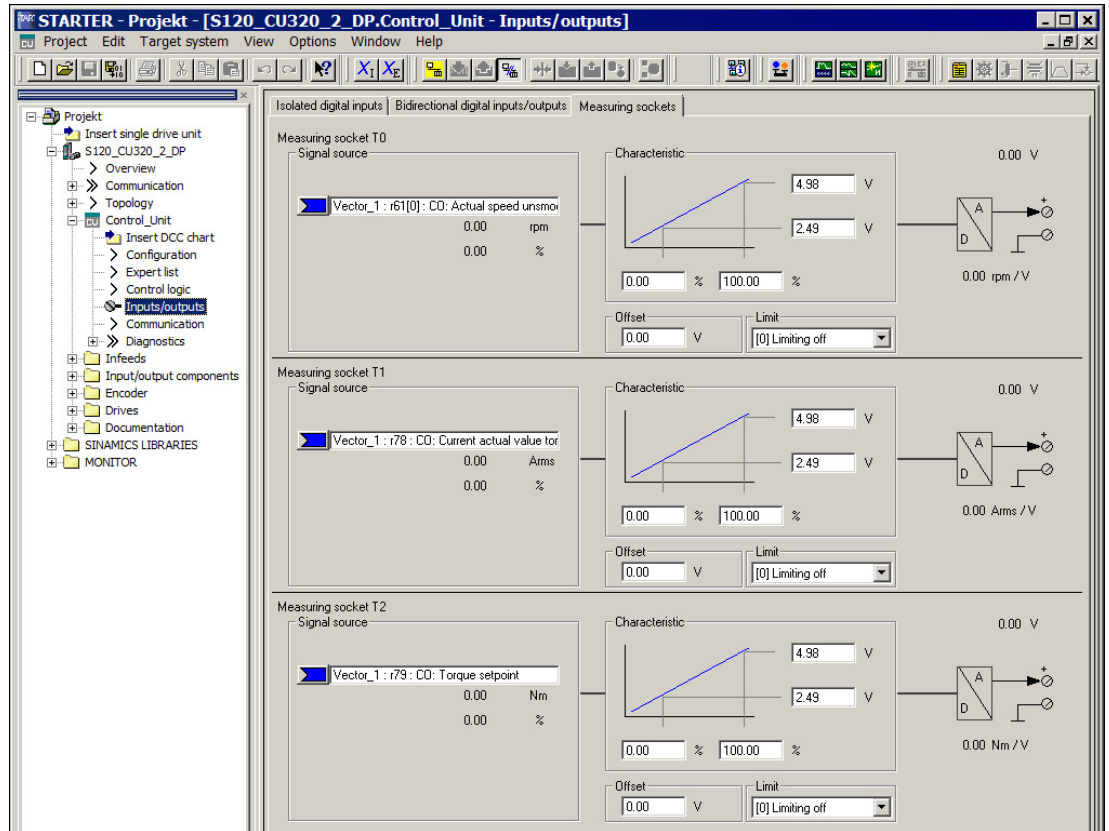 STARTER - Projekt - [S120_CU320_2_DP.Control_Unit - Inputs/outputs]
Project Edit Target system View Options Window Help
Projekt
Insert single drive unit
S120_CU320_2_DP
Overview
Communication
Topology
Control_Unit
Insert DCC chart
Configuration
Expert list
Control logic
Inputs/outputs
Communication
Diagnostics
Infeeds
Input/output components
Encoder
Drives
Documentation
SINAMICS LIBRARIES
MONITOR
Isolated digital inputs Bidirectional digital inputs/outputs Measuring sockets
Measuring socket T0
Signal source
Vector_1 : r61[0] : CO: Actual speed unsmo
0.00 rpm
0.00 %
Characteristic
4.98 V
2.49 V
0.00 % 100.00 %
Offset
0.00 V
Limit
[0] Limiting off
0.00 V
A
D
+
0.00 rpm / V
Measuring socket T1
Signal source
Vector_1 : r78 : CO: Current actual value tor
0.00 Arms
0.00 %
Characteristic
4.98 V
2.49 V
0.00 % 100.00 %
Offset
0.00 V
Limit
[0] Limiting off
0.00 V
A
D
+
0.00 Arms / V
Measuring socket T2
Signal source
Vector_1 : r79 : CO: Torque setpoint
0.00 Nm
0.00 %
Characteristic
4.98 V
2.49 V
0.00 % 100.00 %
Offset
0.00 V
Limit
[0] Limiting off
0.00 V
A
D
+
0.00 Nm / V